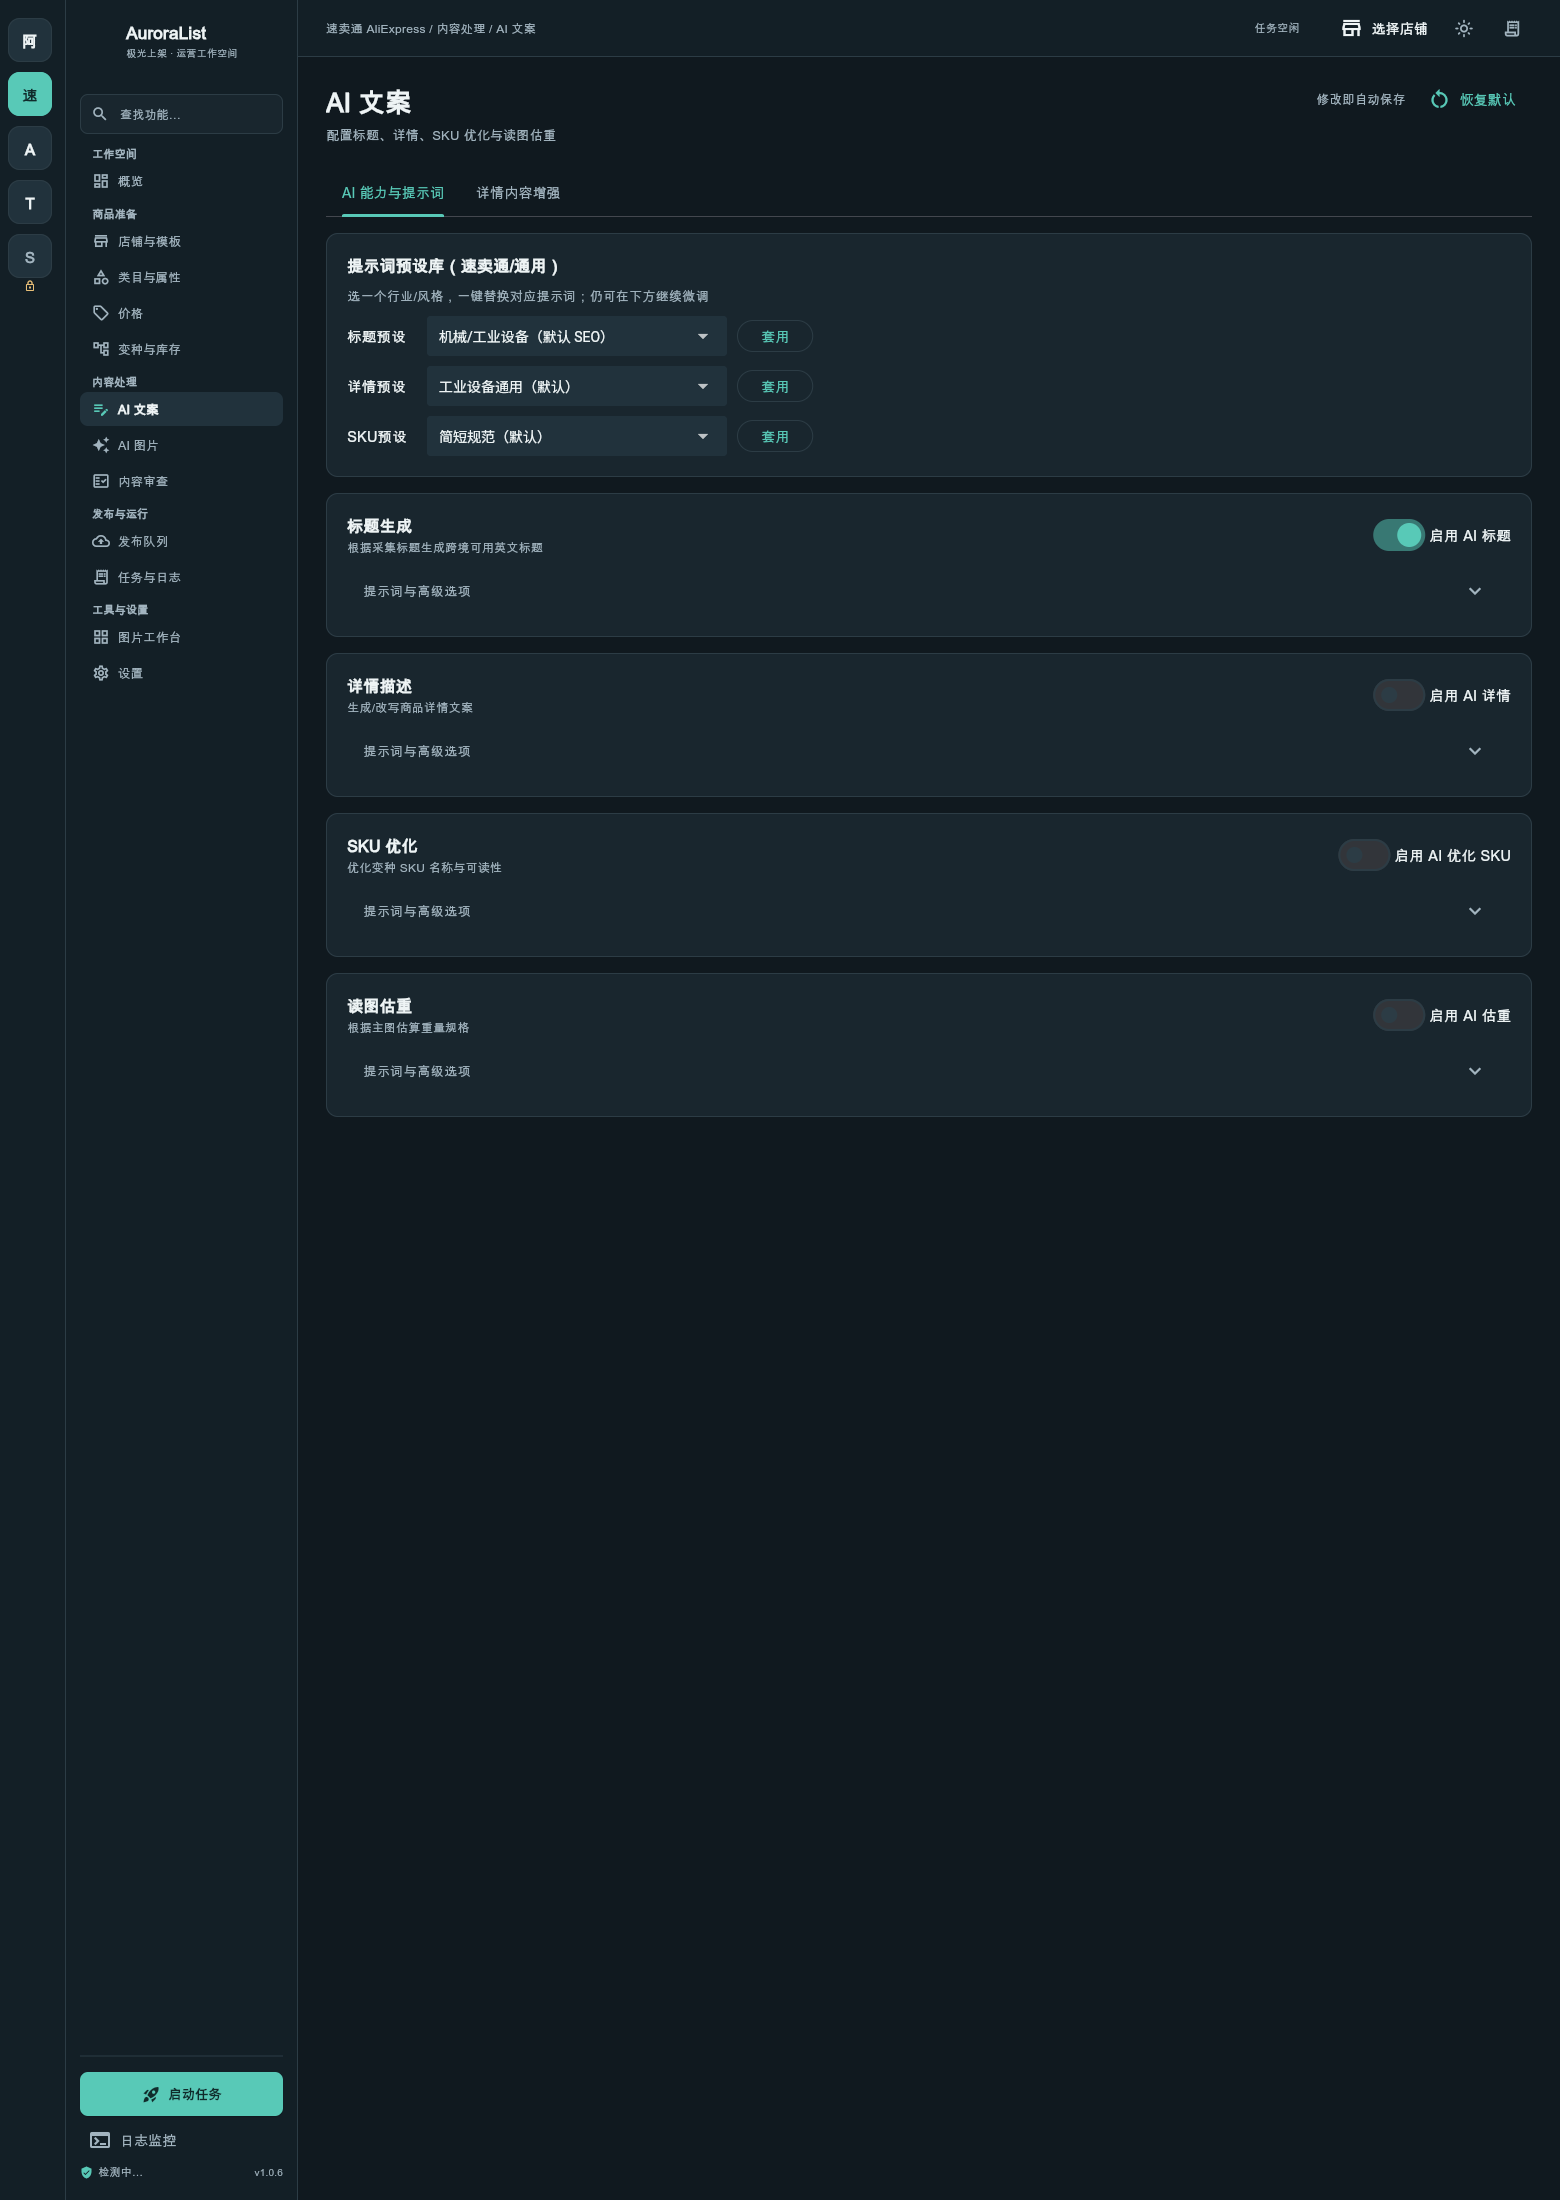 阿
速
A
T
S
AuroraList
极光上架 · 运营工作空间
查找功能...
工作空间
概览
商品准备
店铺与模板
类目与属性
价格
变种与库存
内容处理
AI 文案
AI 图片
内容审查
发布与运行
发布队列
任务与日志
工具与设置
图片工作台
设置
启动任务
日志监控
检测中... v1.0.6
速卖通 AliExpress / 内容处理 / AI 文案
任务空闲
选择店铺
AI 文案
配置标题、详情、SKU 优化与读图估重
修改即自动保存
恢复默认
AI 能力与提示词
详情内容增强
提示词预设库（速卖通/通用）
选一个行业/风格，一键替换对应提示词；仍可在下方继续微调
标题预设 机械/工业设备（默认 SEO） 套用
详情预设 工业设备通用（默认） 套用
SKU预设 简短规范（默认） 套用
标题生成
根据采集标题生成跨境可用英文标题
启用 AI 标题
提示词与高级选项
详情描述
生成/改写商品详情文案
启用 AI 详情
提示词与高级选项
SKU 优化
优化变种 SKU 名称与可读性
启用 AI 优化 SKU
提示词与高级选项
读图估重
根据主图估算重量规格
启用 AI 估重
提示词与高级选项